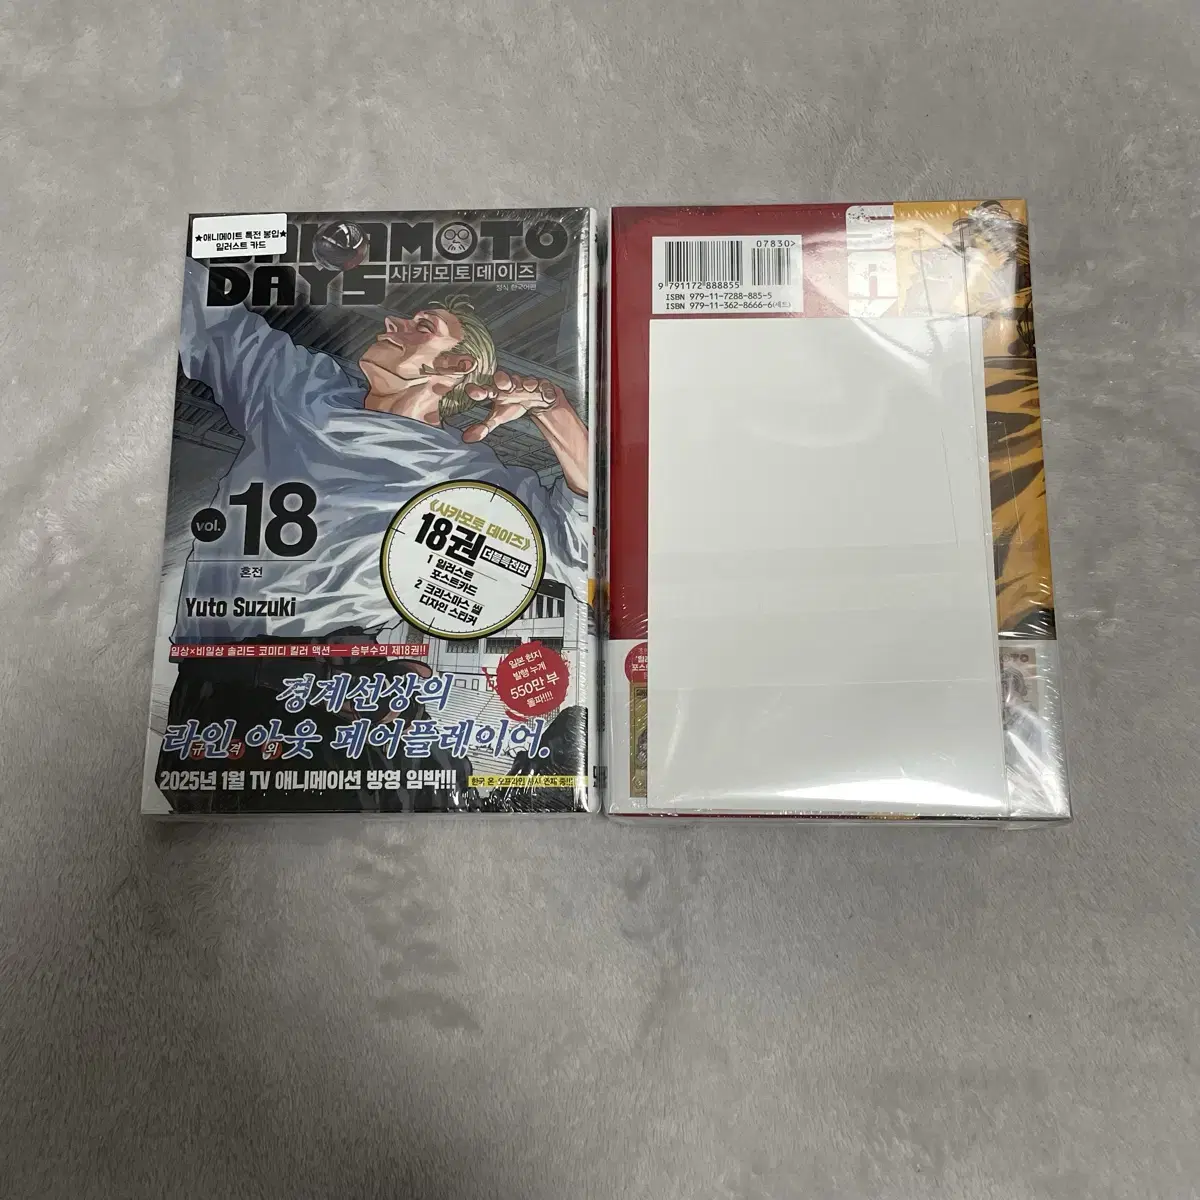 ★애니메이트 특전 봉입★
일러스트 카드
DAYS
사카모토데이즈
정식 한국어판
vol.
18
혼전
Yuto Suzuki
《사카모토 데이즈》
18권
더블특전판
1 일러스트
포스트카드
2 크리스마스 씰
디자인 스티커
일상×비일상 솔리드 코미디 킬러 액션── 승부수의 제18권!!
일본 현지
발행 누계
550만 부
돌파!!!!
경계선상의
라인 아웃 페어플레이어.
규격 외
2025년 1월 TV 애니메이션 방영 임박!!!
07830>
9 791172 888855
ISBN 979-11-7288-885-5
ISBN 979-11-362-8666-6(세트)